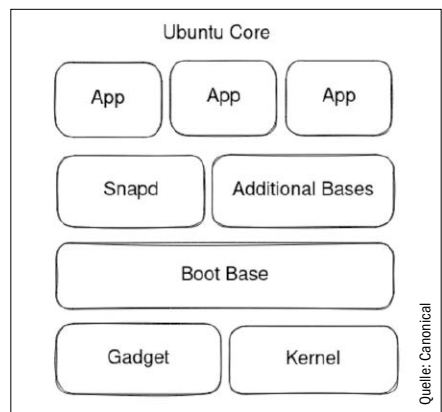 Ubuntu Core
App App App
Snapd Additional Bases
Boot Base
Gadget Kernel
Quelle: Canonical